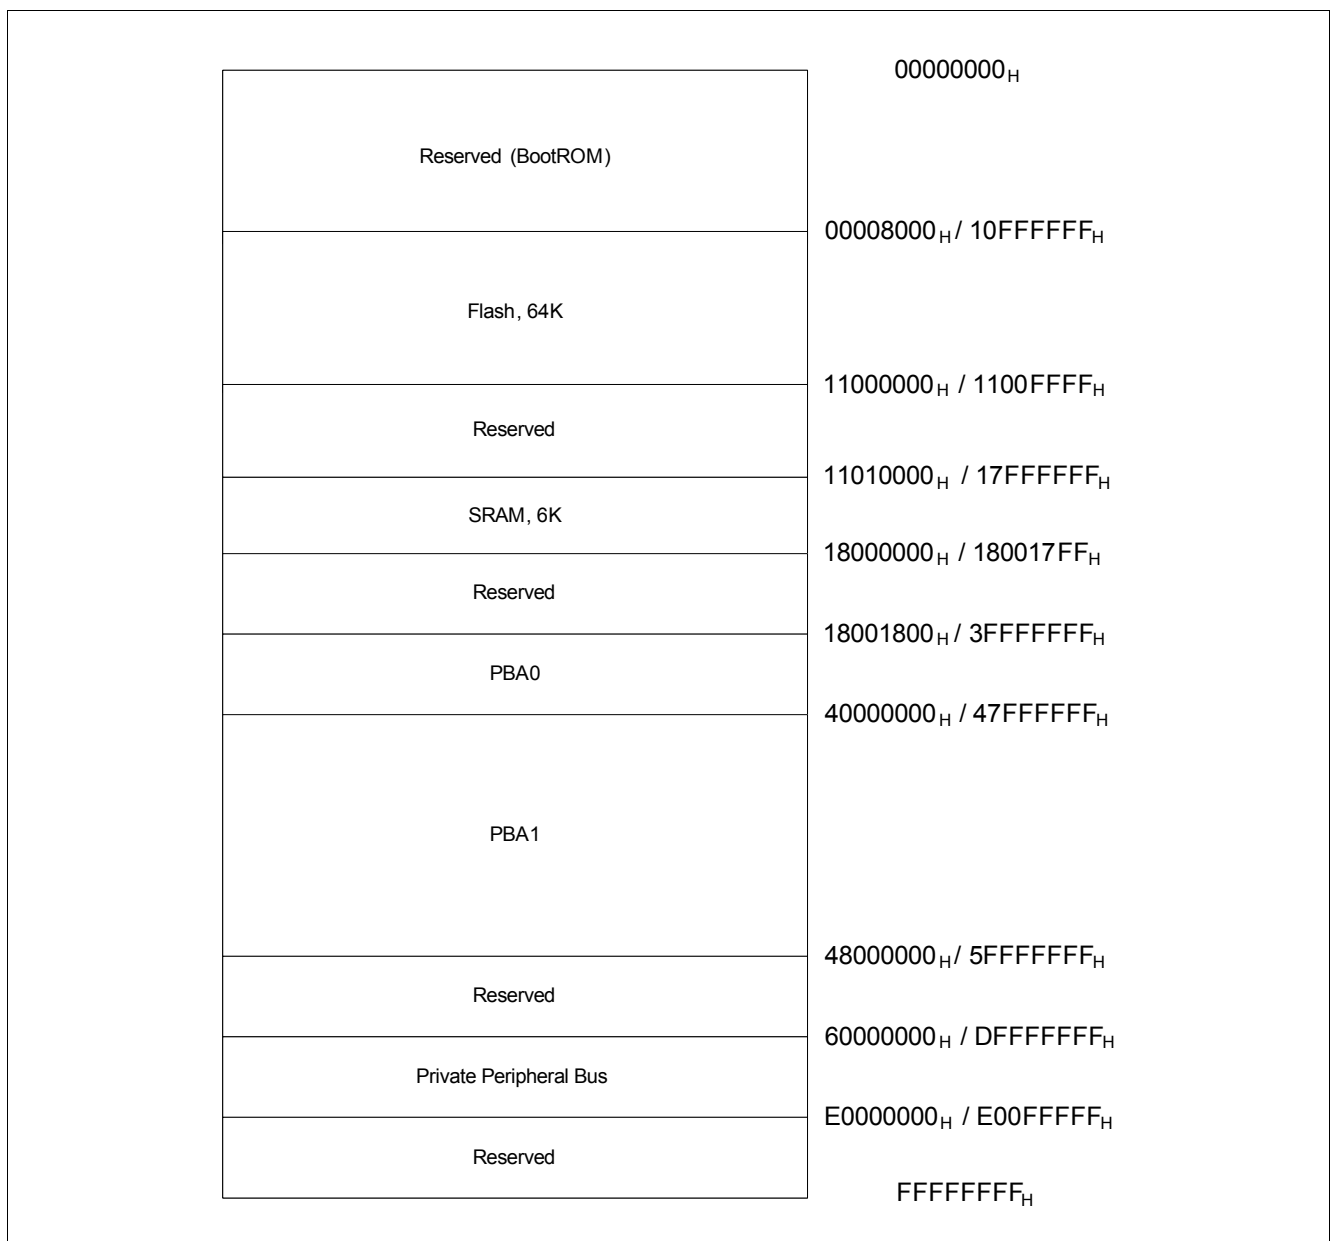 00000000H
Reserved (BootROM)
00008000H / 10FFFFFFH
Flash, 64K
11000000H / 1100FFFFH
Reserved
11010000H / 17FFFFFFH
SRAM, 6K
18000000H / 180017FFH
Reserved
18001800H / 3FFFFFFFH
PBA0
40000000H / 47FFFFFFH
PBA1
48000000H / 5FFFFFFFH
Reserved
60000000H / DFFFFFFFH
Private Peripheral Bus
E0000000H / E00FFFFFH
Reserved
FFFFFFFFH